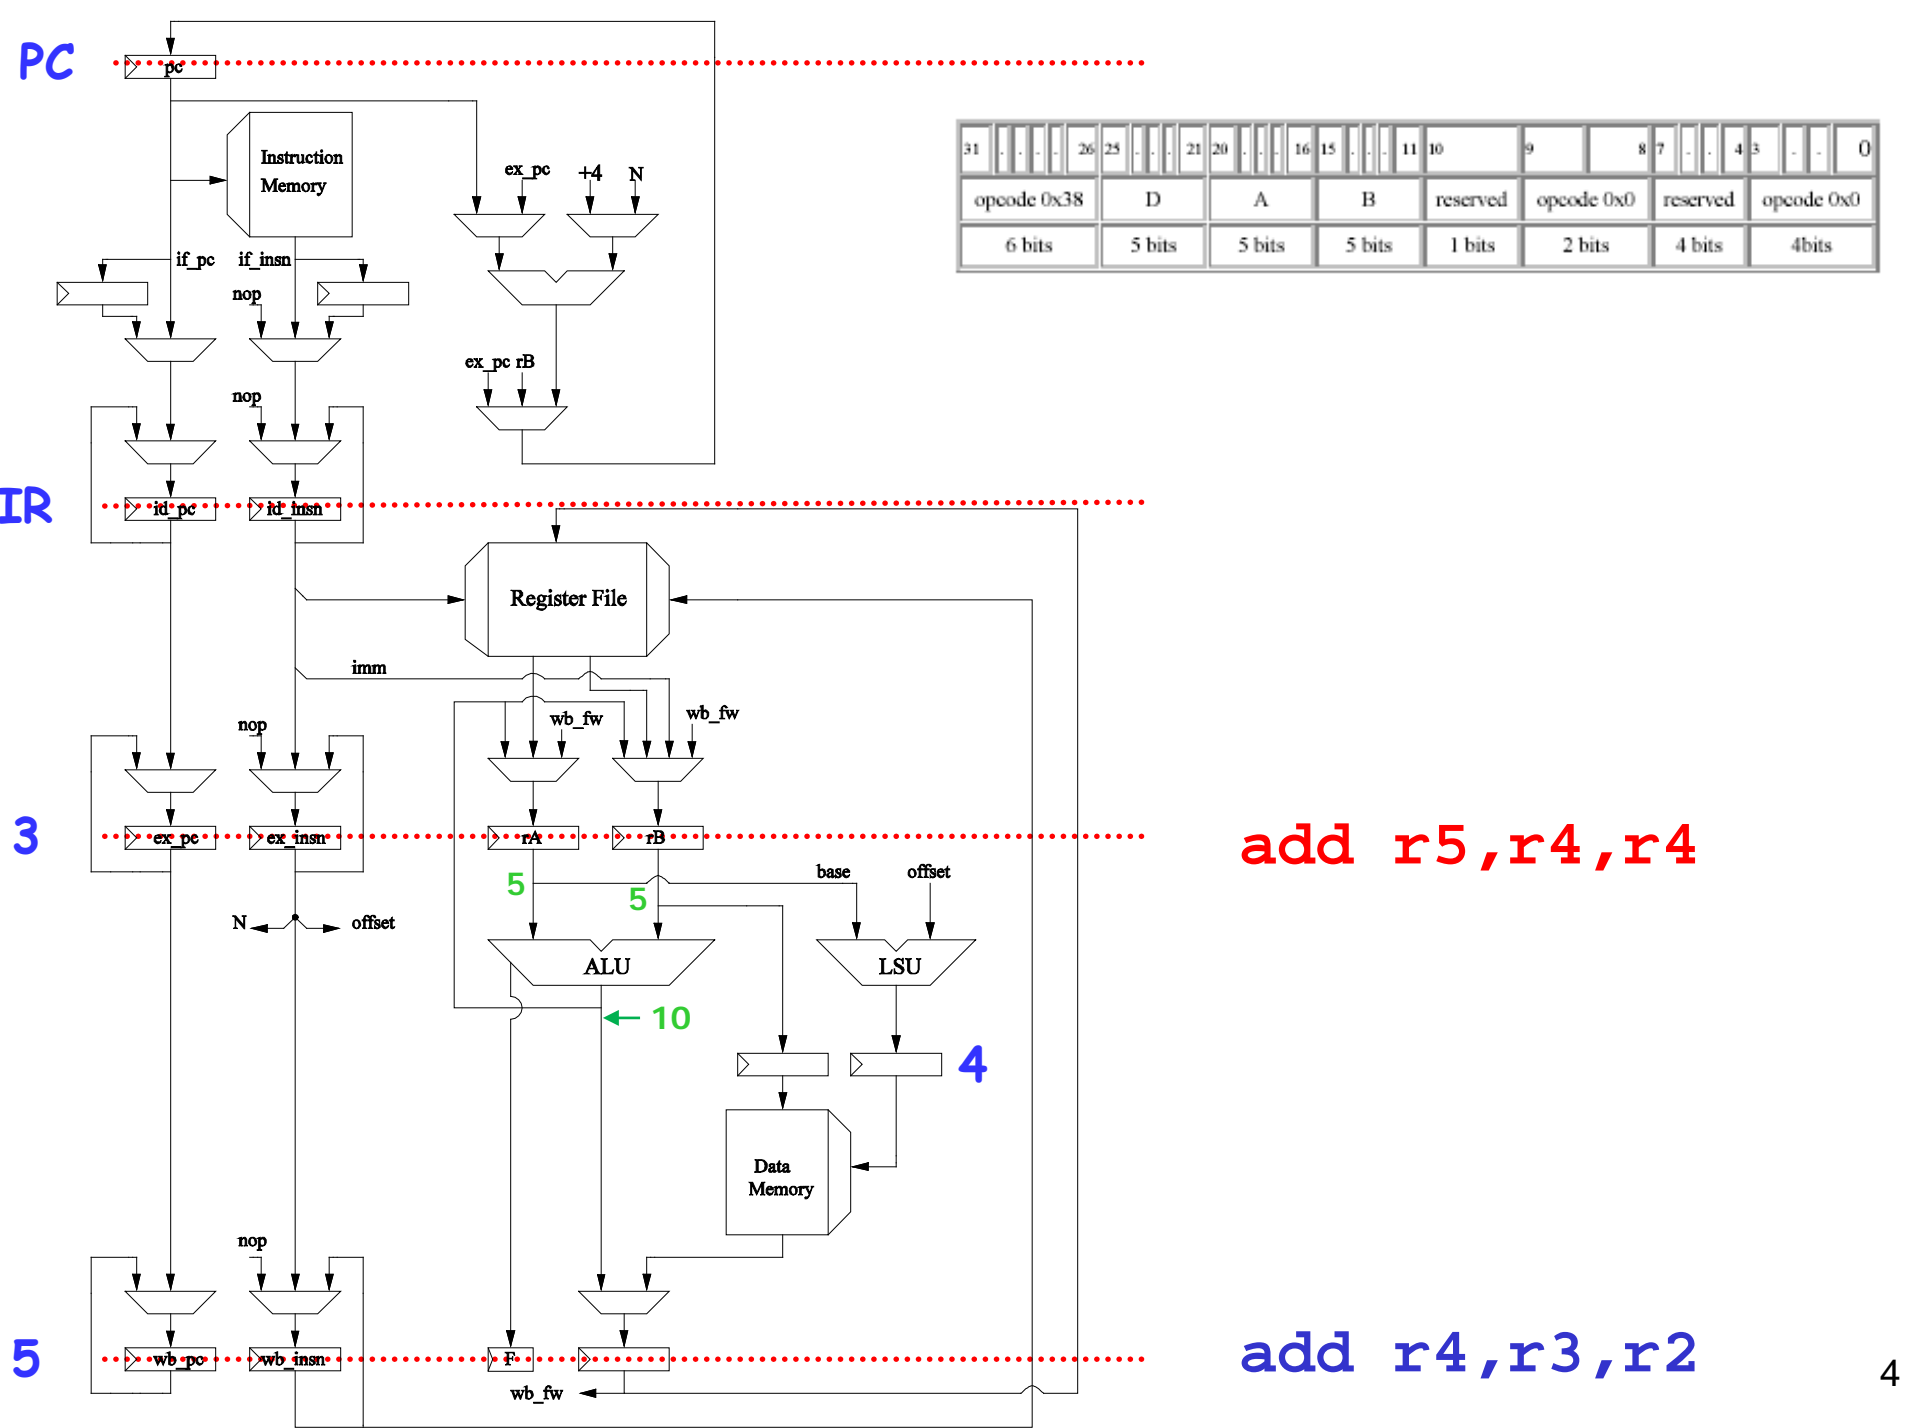 PC
pc
31 . . . . 26 25 . . . 21 20 . . . 16 15 . . . 11 10 9 8 7 . . 4 3 . . 0
opcode 0x38 D A B reserved opcode 0x0 reserved opcode 0x0
6 bits 5 bits 5 bits 5 bits 1 bits 2 bits 4 bits 4bits
Instruction
Memory
ex_pc +4 N
if_pc if_insn
nop
ex_pc rB
nop
IR
id_pc id_insn
Register File
imm
wb_fw wb_fw
nop
3
ex_pc ex_insn rA rB
add r5,r4,r4
base offset
5 5
N offset
ALU LSU
10
4
Data
Memory
nop
5
wb_pc wb_insn F
add r4,r3,r2
wb_fw
4